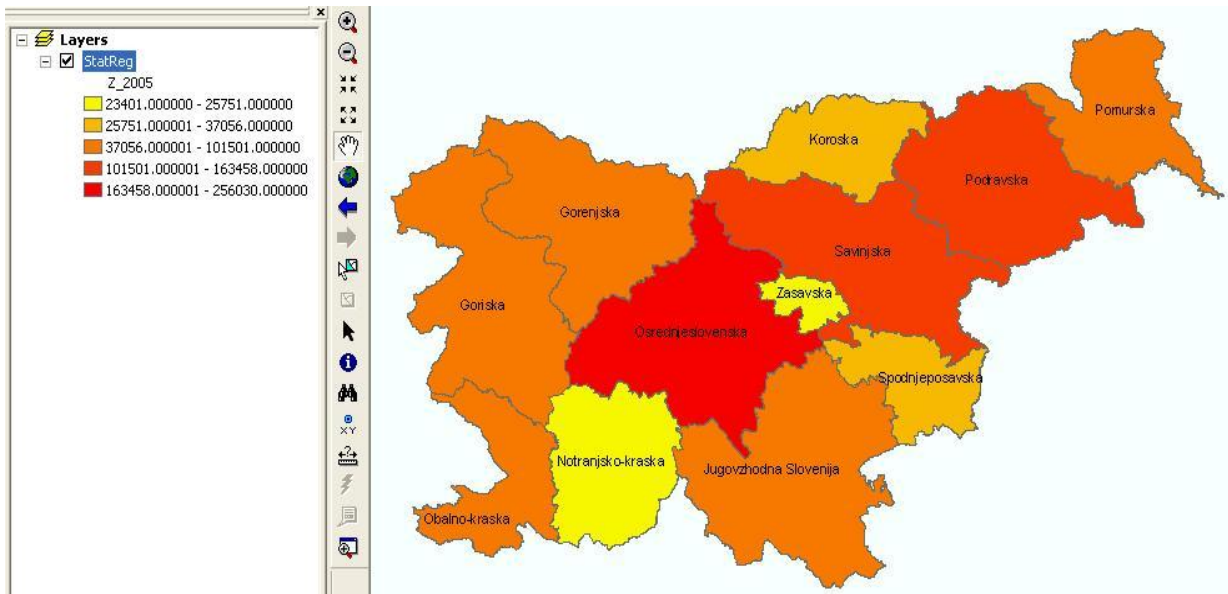 x
Layers
StatReg
Z_2005
23401.000000 - 25751.000000
25751.000001 - 37056.000000
37056.000001 - 101501.000000
101501.000001 - 163458.000000
163458.000001 - 256030.000000
XY
Pomurska
Koroska
Podravska
Gorenjska
Savinjska
Zasavska
Goriska
Osrednjeslovenska
Spodnjeposavska
Notranjsko-kraska
Jugovzhodna Slovenija
Obalno-kraska